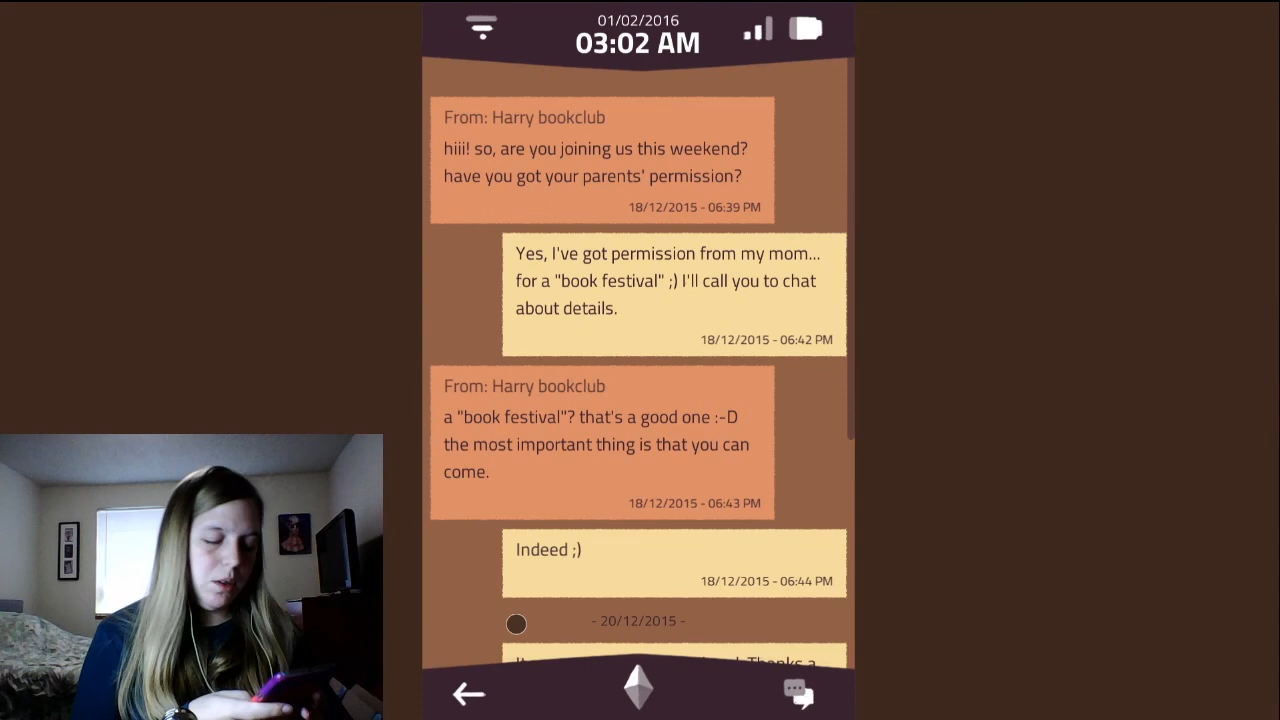 01/02/2016
03:02 AM
From: Harry bookclub
hiii! so, are you joining us this weekend?
have you got your parents' permission?
18/12/2015 - 06:39 PM
Yes, I've got permission from my mom...
for a "book festival" ;) I'll call you to chat
about details.
18/12/2015 - 06:42 PM
From: Harry bookclub
a "book festival"? that's a good one :-D
the most important thing is that you can
come.
18/12/2015 - 06:43 PM
Indeed ;)
18/12/2015 - 06:44 PM
- 20/12/2015 -
Thanks a